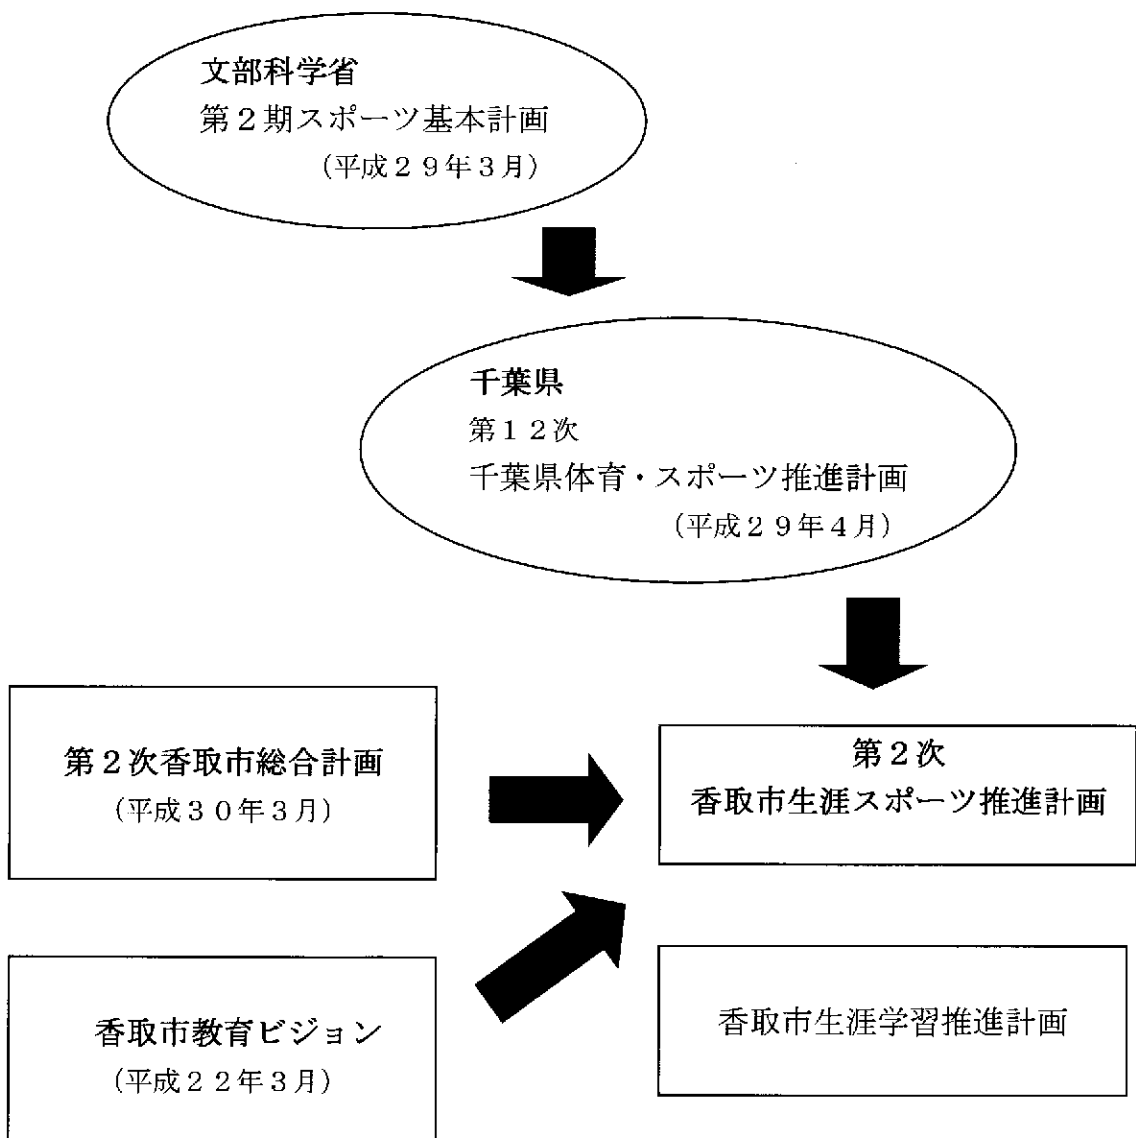 文部科学省
第２期スポーツ基本計画
（平成２９年３月）
千葉県
第１２次
千葉県体育・スポーツ推進計画
（平成２９年４月）
第２次香取市総合計画
（平成３０年３月）
第２次
香取市生涯スポーツ推進計画
香取市教育ビジョン
（平成２２年３月）
香取市生涯学習推進計画